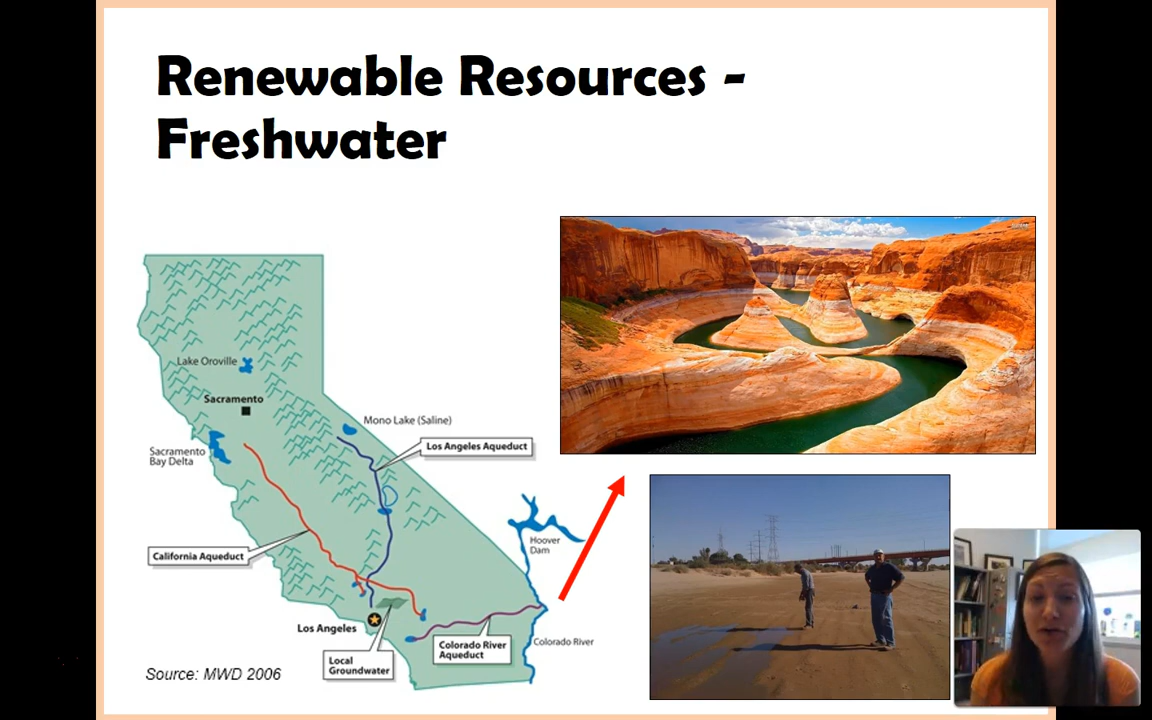 Renewable Resources -
Freshwater
Lake Oroville
Sacramento
Mono Lake (Saline)
Los Angeles Aqueduct
Sacramento
Bay Delta
Hoover
Dam
California Aqueduct
Los Angeles
Colorado River
Aqueduct
Colorado River
Local
Groundwater
Source: MWD 2006